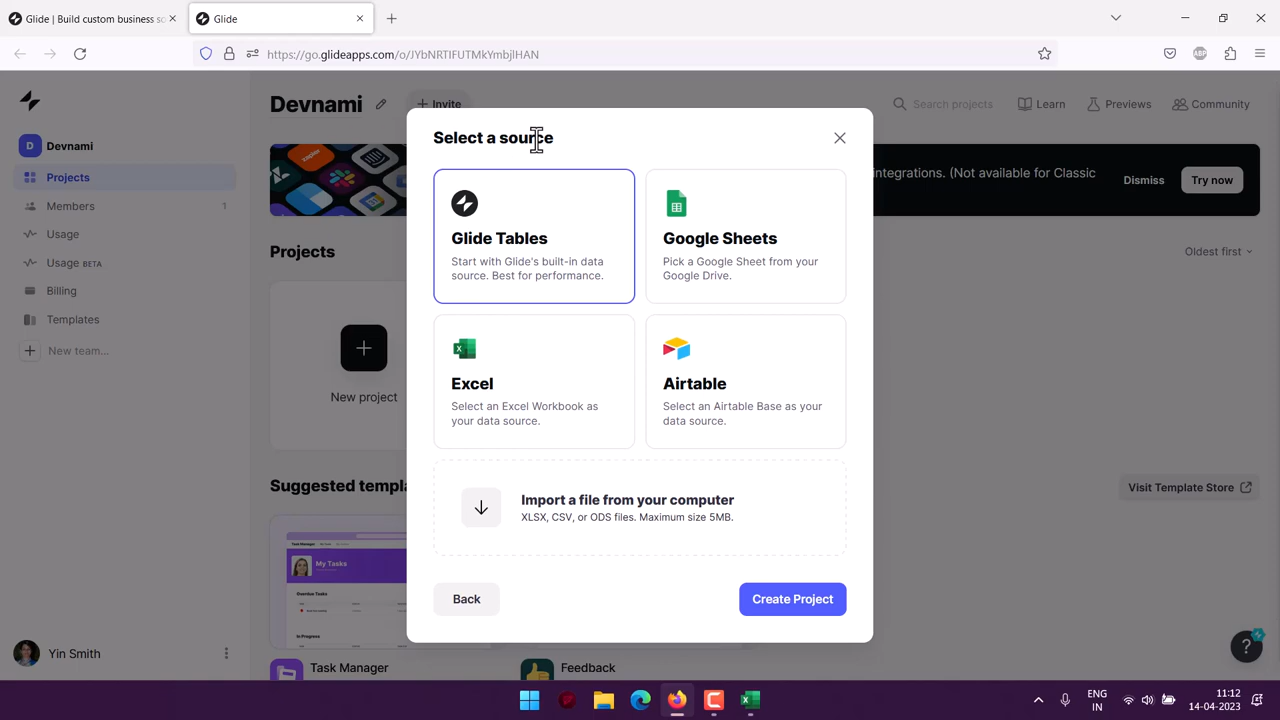 Glide | Build custom business so
Glide
https://go.glideapps.com/o/JYbNRTIFUTMkYmbjlHAN
Devnami
Projects
Members 1
Usage
Usage BETA
Billing
Templates
New team...
Yin Smith
Devnami
Invite
Search projects
Learn
Previews
Community
integrations. (Not available for Classic
Dismiss
Try now
Projects
Oldest first
New project
Suggested templa
Visit Template Store
My Tasks
Overdue Tasks
In Progress
Task Manager
Feedback
Select a source
Glide Tables
Start with Glide's built-in data
source. Best for performance.
Google Sheets
Pick a Google Sheet from your
Google Drive.
Excel
Select an Excel Workbook as
your data source.
Airtable
Select an Airtable Base as your
data source.
Import a file from your computer
XLSX, CSV, or ODS files. Maximum size 5MB.
Back
Create Project
?
ENG
IN
11:12
14-04-2023